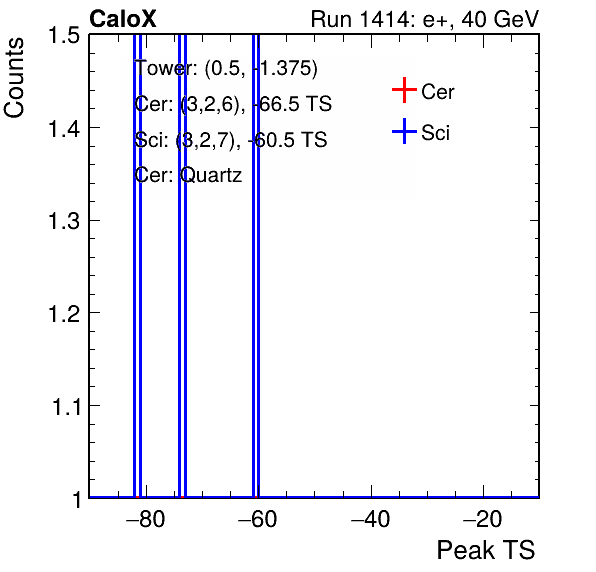 CaloX Run 1414: e+, 40 GeV
Counts
1.5
1.4
1.3
1.2
1.1
1
Tower: (0.5, -1.375)
Cer: (3,2,6), -66.5 TS
Sci: (3,2,7), -60.5 TS
Cer: Quartz
Cer
Sci
−80 −60 −40 −20
Peak TS